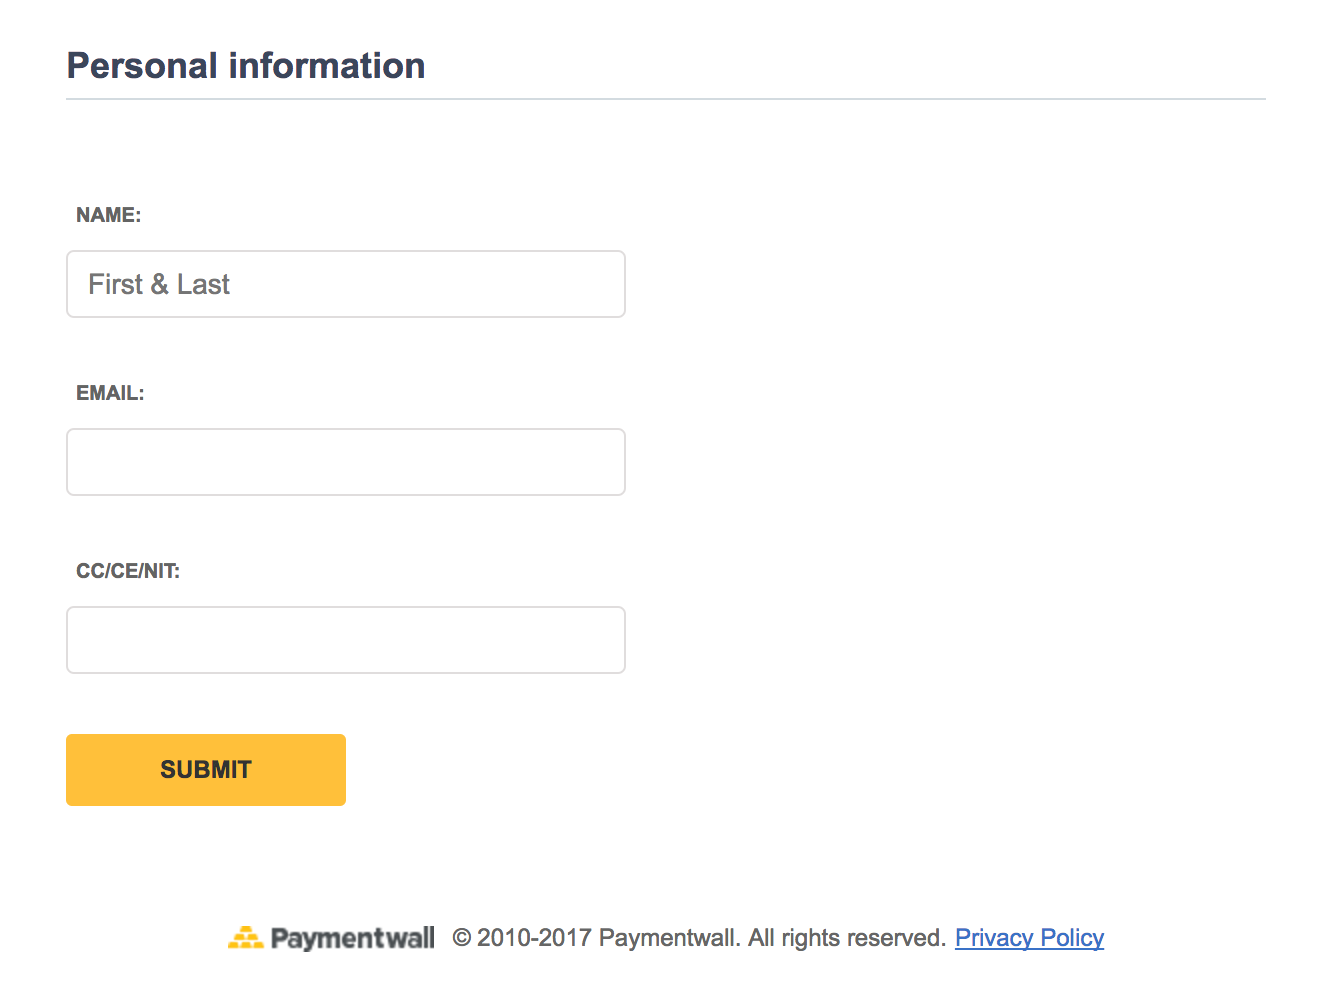 Personal information
NAME:
First & Last
EMAIL:
CC/CE/NIT:
SUBMIT
Paymentwall © 2010-2017 Paymentwall. All rights reserved. Privacy Policy